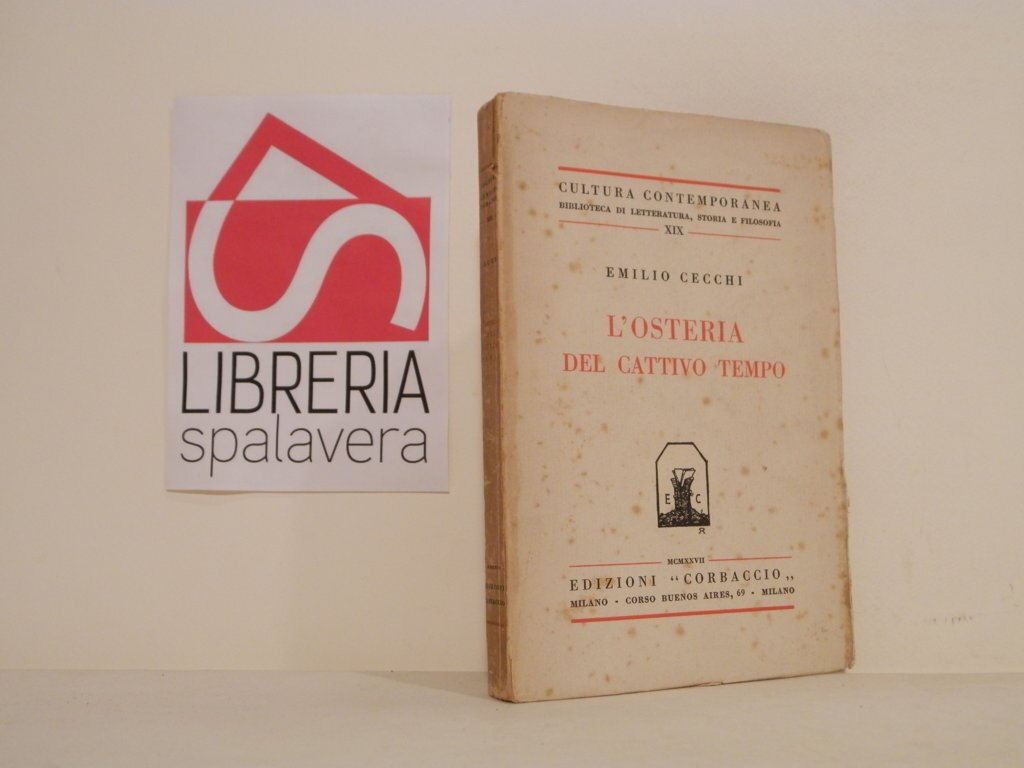 LIBRERIA
spalavera
CULTURA CONTEMPORANEA
BIBLIOTECA DI LETTERATURA, STORIA E FILOSOFIA
XIX
EMILIO CECCHI
L'OSTERIA
DEL CATTIVO TEMPO
E C
MCMXXVII
EDIZIONI “CORBACCIO„
MILANO - CORSO BUENOS AIRES, 69 - MILANO